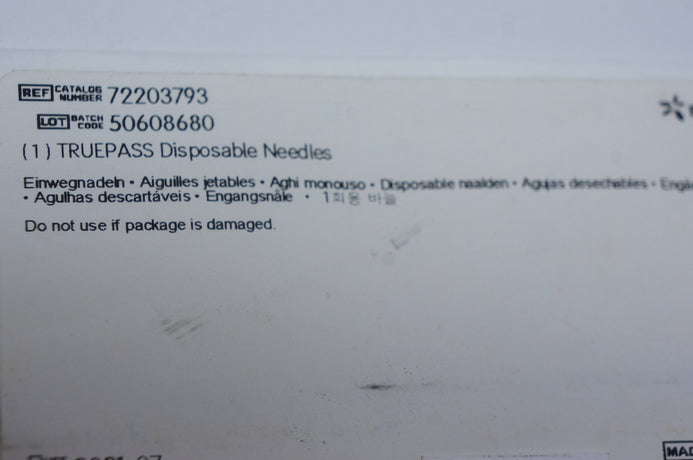 REF CATALOG NUMBER 72203793
LOT BATCH CODE 50608680
(1) TRUEPASS Disposable Needles
Einwegnadeln • Aiguilles jetables • Aghi monouso • Disposable naalden • Agujas desechables •
• Agulhas descartáveis • Engangsnåle • 1회용 바늘
Do not use if package is damaged.